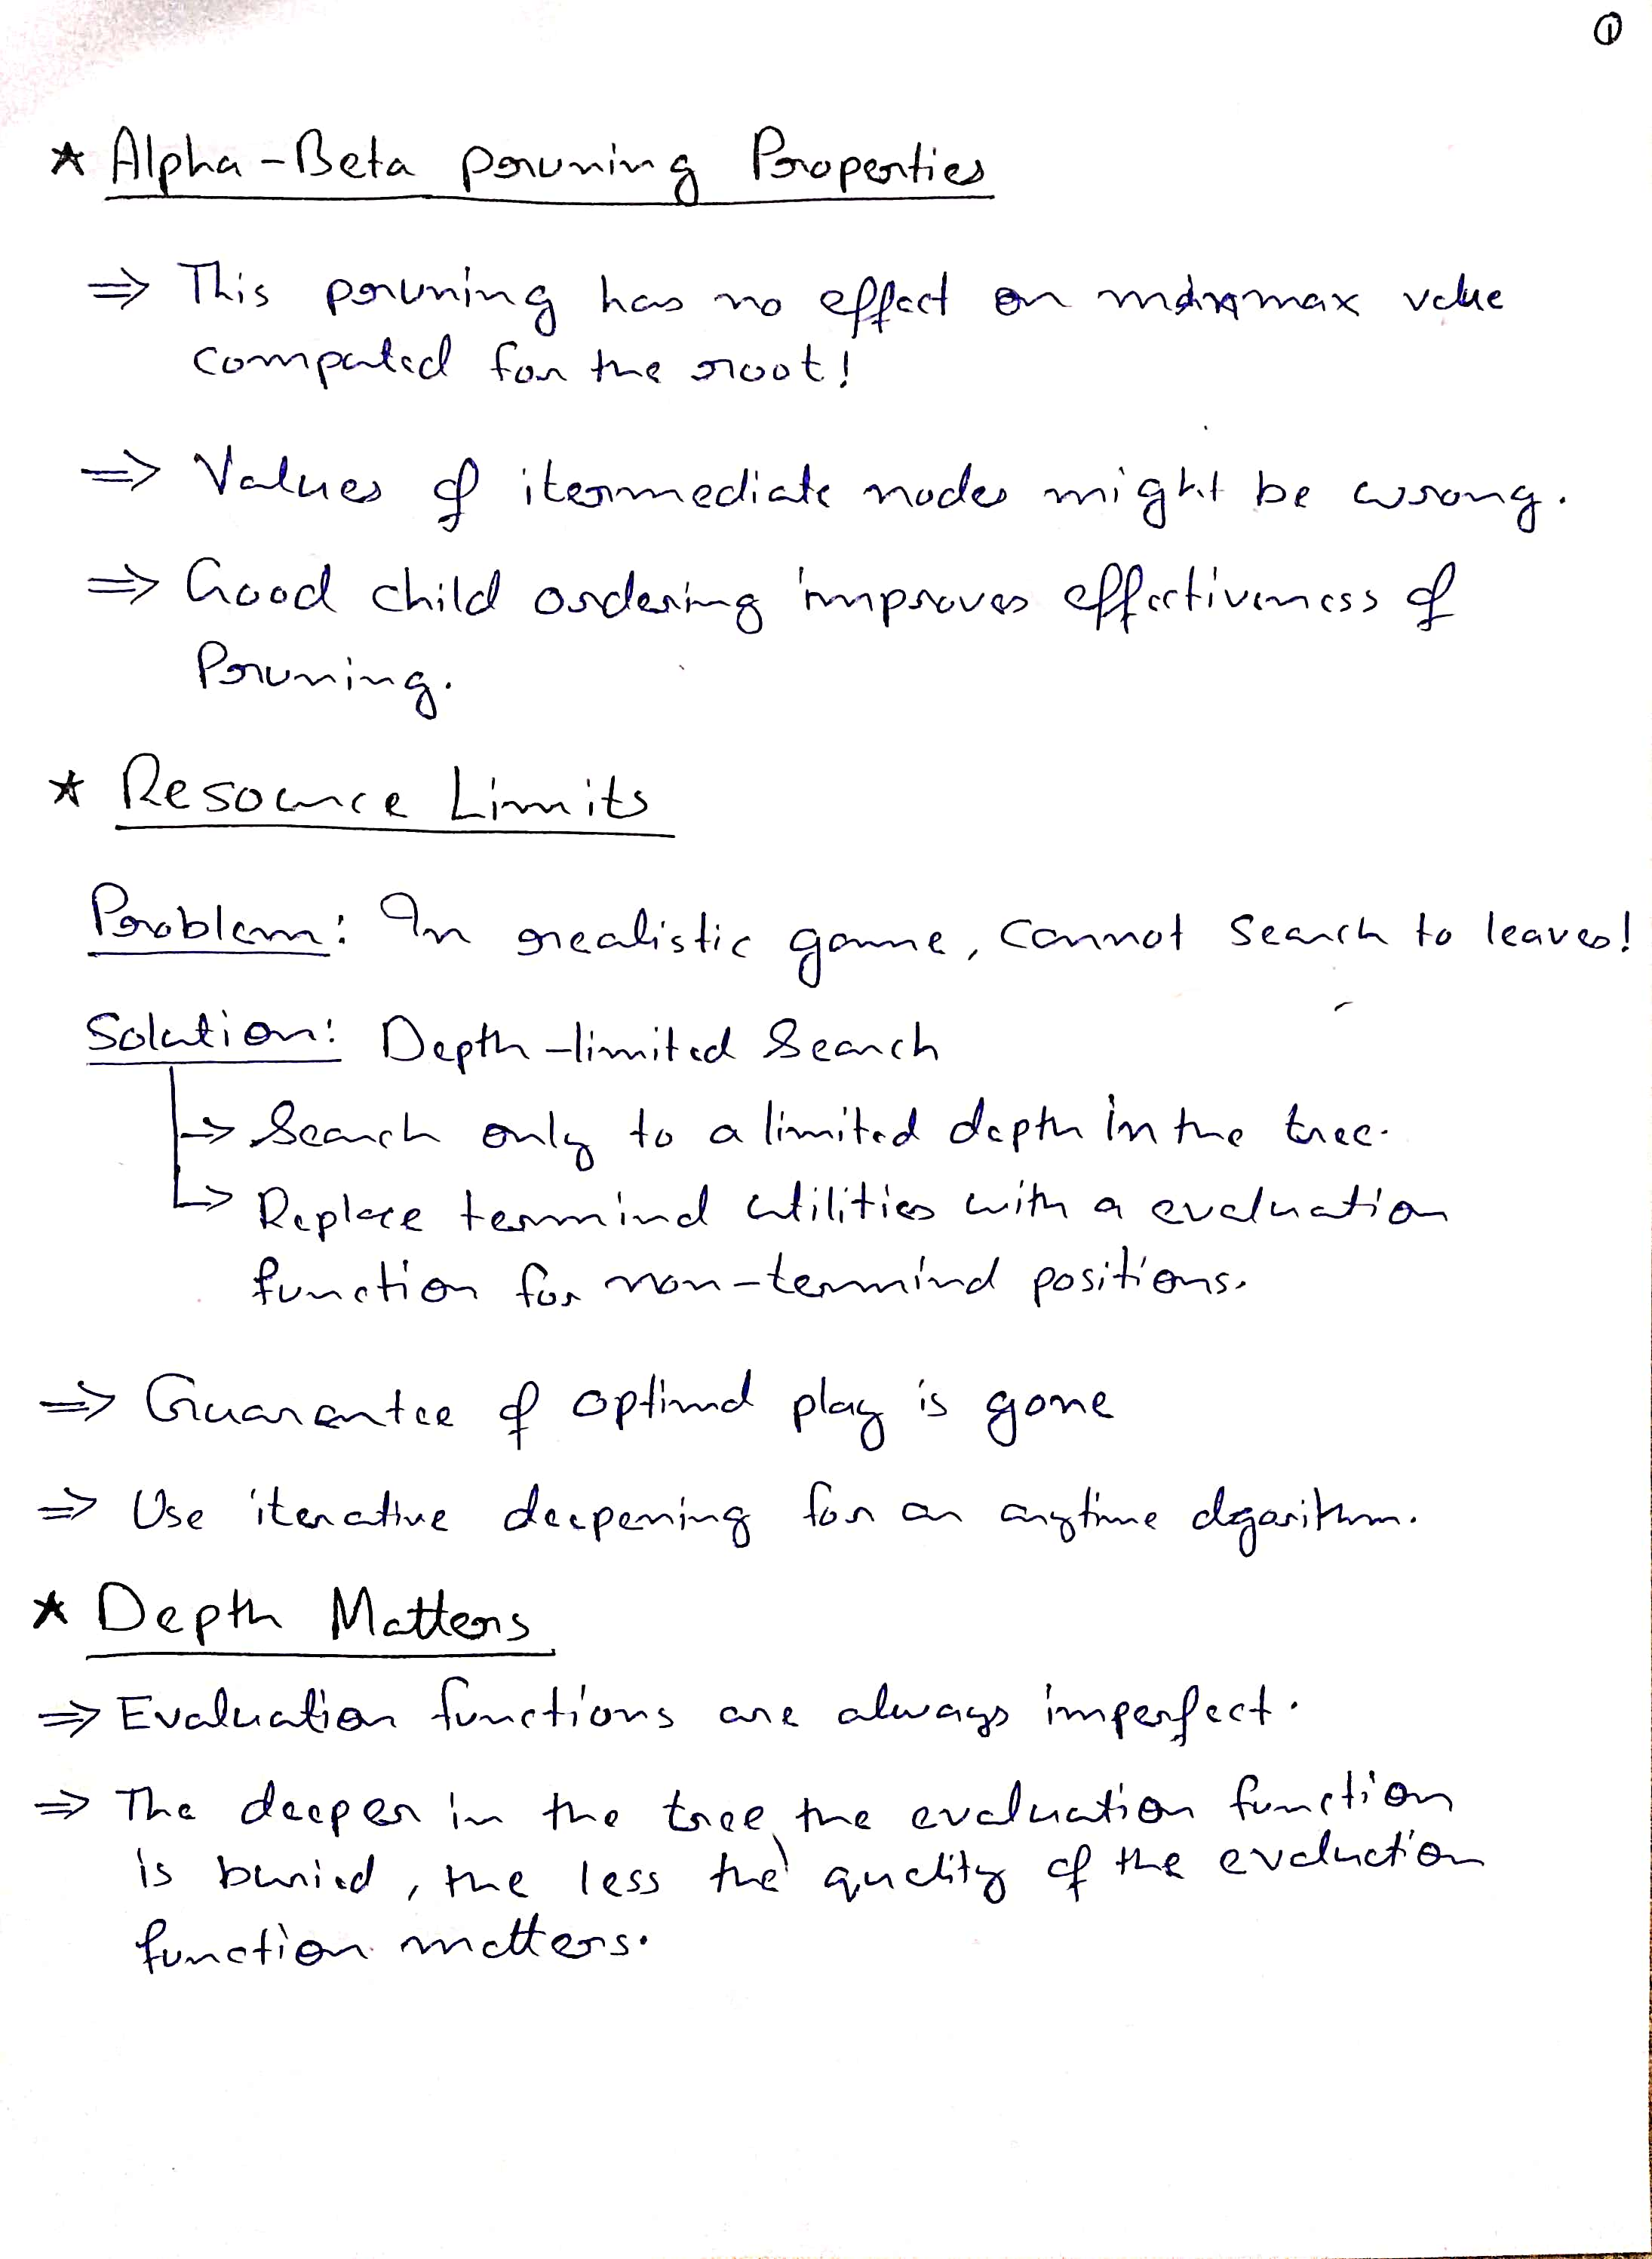 ①
* Alpha-Beta pruning Properties
⇒ This pruning has no effect on minimax value
computed for the root!
⇒ Values of itermediate nodes might be wrong.
⇒ Good child ordering improves effectiveness of
Pruning.
* Resource Limits
Problem: In realistic game, cannot search to leaves!
Solution: Depth-limited Search
→ Search only to a limited depth in the tree.
→ Replace terminal utilities with a evaluation
function for non-terminal positions.
⇒ Guarantee of optimal play is gone
⇒ Use iterative deepening for an anytime algorithm.
* Depth Matters
⇒ Evaluation functions are always imperfect.
⇒ The deeper in the tree, the evaluation function
is buried, the less the quality of the evaluation
function matters.